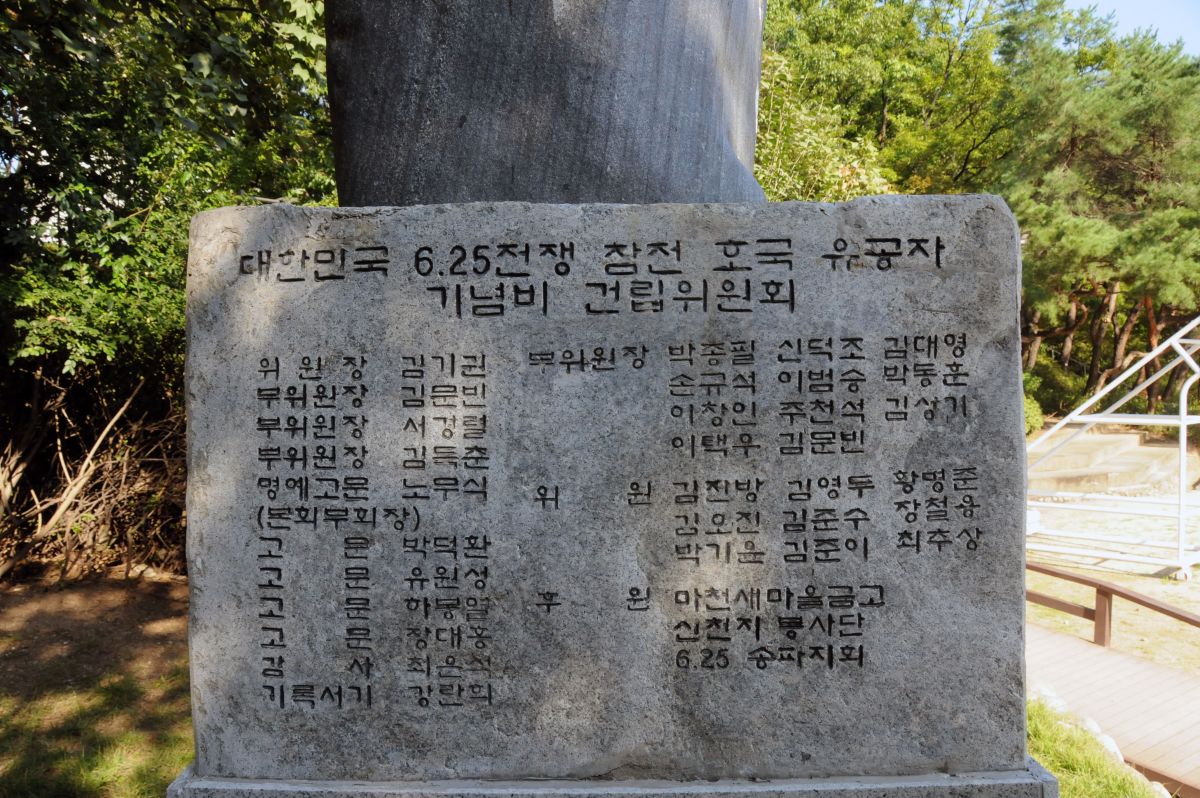 대한민국 6.25전쟁 참전 호국 유공자
기념비 건립위원회
위원장 김기권
부위원장 김문빈
부위원장 서경렬
부위원장 김득춘
명예고문 노무식
(본회부회장)
고문 박덕환
고문 유원성
고문 하봉일
고문 장대홍
감사 최은석
기록서기 강란희
부위원장 박종필 신덕조 김대영
손규석 이범승 박동훈
이창인 주천석 김상기
이택우 김문빈
위원 김진방 김영두 황명준
김오진 김준수 장철용
박기윤 김준이 최추상
후원 마천새마을금고
신천지 봉사단
6.25 송파지회